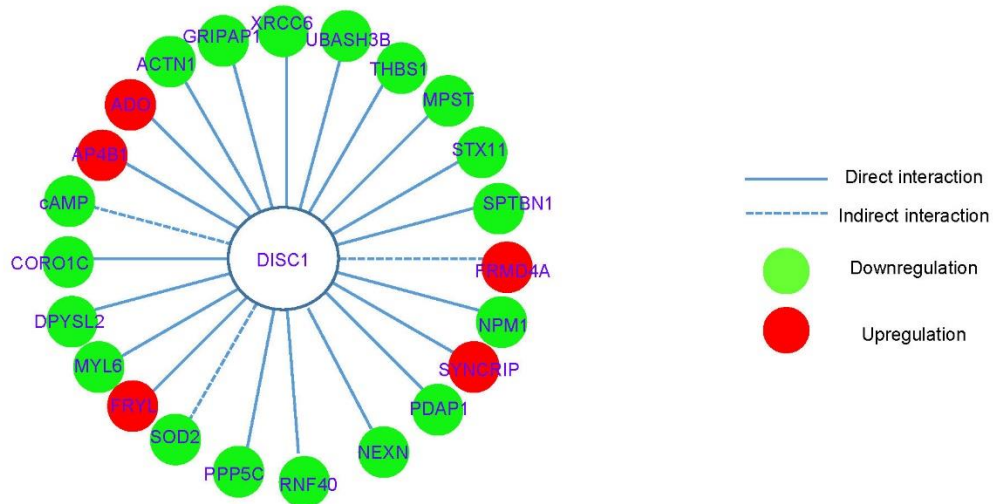 XRCC6
GRIPAP1
UBASH3B
ACTN1
THBS1
ADO
MPST
AP4B1
STX11
cAMP
SPTBN1
CORO1C
DISC1
FRMD4A
DPYSL2
NPM1
MYL6
SYNCRIP
FRYL
PDAP1
SOD2
NEXN
PPP5C
RNF40
Direct interaction
Indirect interaction
Downregulation
Upregulation